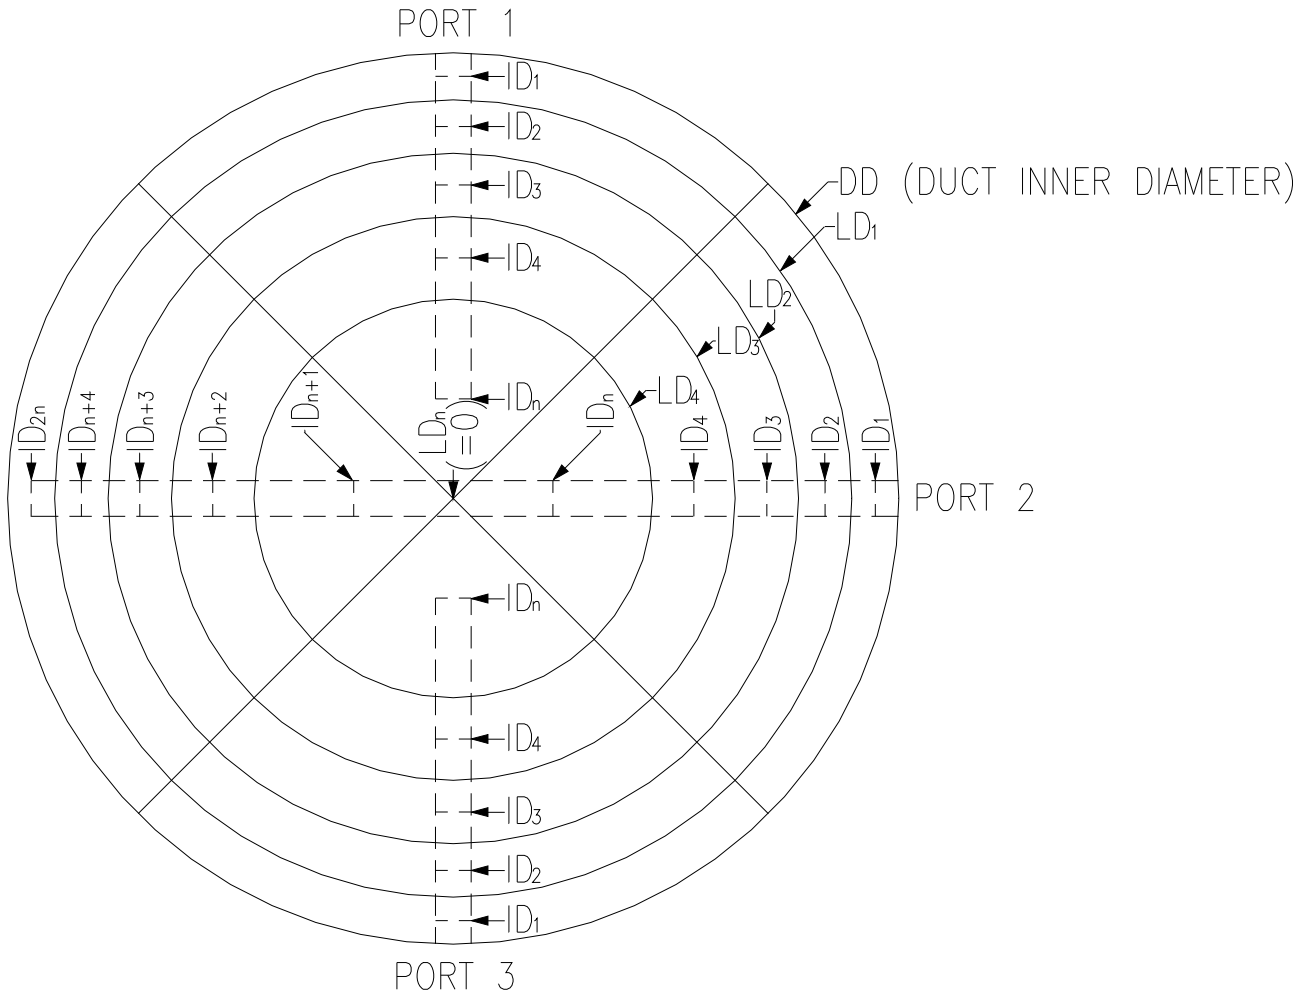 PORT 1
ID₁
ID₂
ID₃
DD (DUCT INNER DIAMETER)
LD₁
ID₄
LD₂
LD₃
LD₄
IDₙ
ID₂ₙ
IDₙ₊₄
IDₙ₊₃
IDₙ₊₂
IDₙ₊₁
LDₙ
(=0)
IDₙ
ID₄
ID₃
ID₂
ID₁
PORT 2
IDₙ
ID₄
ID₃
ID₂
ID₁
PORT 3